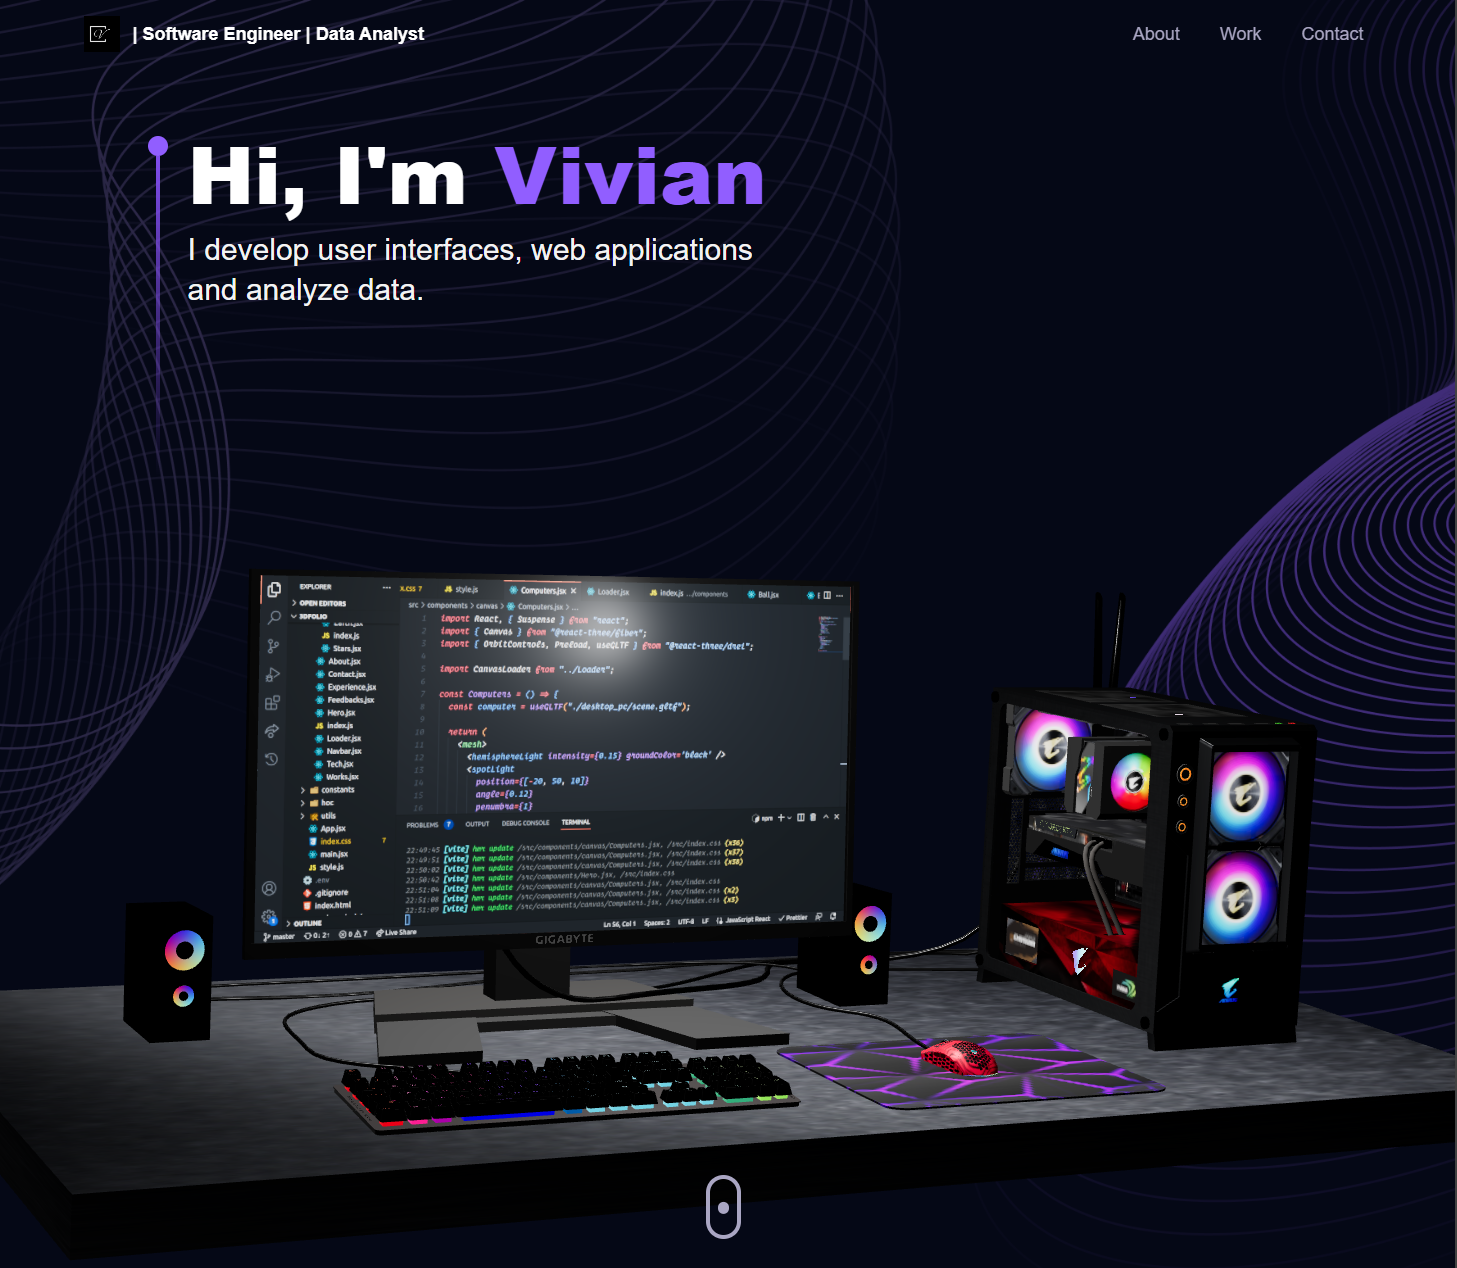 | Software Engineer | Data Analyst
About
Work
Contact
Hi, I'm Vivian
I develop user interfaces, web applications
and analyze data.
EXPLORER
OPEN EDITORS
3DFOLIO
index.js
Stars.jsx
About.jsx
Contact.jsx
Experience.jsx
Feedbacks.jsx
Hero.jsx
index.js
Loader.jsx
Navbar.jsx
Tech.jsx
Works.jsx
constants
hoc
utils
App.jsx
index.css 7
main.jsx
style.js
.env
.gitignore
index.html
OUTLINE
x.css 7
style.js
Computers.jsx
Loader.jsx
index.js .../components
Ball.jsx
src > components > canvas > Computers.jsx > ...
1 import React, { Suspense } from "react";
2 import { Canvas } from "@react-three/fiber";
3 import { OrbitControls, Preload, useGLTF } from "@react-three/drei";
4
5 import CanvasLoader from "../Loader";
6
7 const Computers = () => {
8 const computer = useGLTF("./desktop_pc/scene.gltf");
9
10 return (
11 <mesh>
12 <hemisphereLight intensity={0.15} groundColor='black' />
13 <spotLight
14 position={[-20, 50, 10]}
15 angle={0.12}
16 penumbra={1}
PROBLEMS 7
OUTPUT
DEBUG CONSOLE
TERMINAL
npm
22:49:45 [vite] hmr update /src/components/canvas/Computers.jsx, /src/index.css (x36)
22:49:51 [vite] hmr update /src/components/canvas/Computers.jsx, /src/index.css (x37)
22:50:02 [vite] hmr update /src/components/canvas/Computers.jsx, /src/index.css (x38)
22:50:42 [vite] hmr update /src/components/Hero.jsx, /src/index.css
22:51:04 [vite] hmr update /src/components/canvas/Computers.jsx, /src/index.css
22:51:08 [vite] hmr update /src/components/canvas/Computers.jsx, /src/index.css (x2)
22:51:09 [vite] hmr update /src/components/canvas/Computers.jsx, /src/index.css (x3)
master
0↓ 2↑
0 7
Live Share
Ln 56, Col 1
Spaces: 2
UTF-8
LF
JavaScript React
Prettier
GIGABYTE